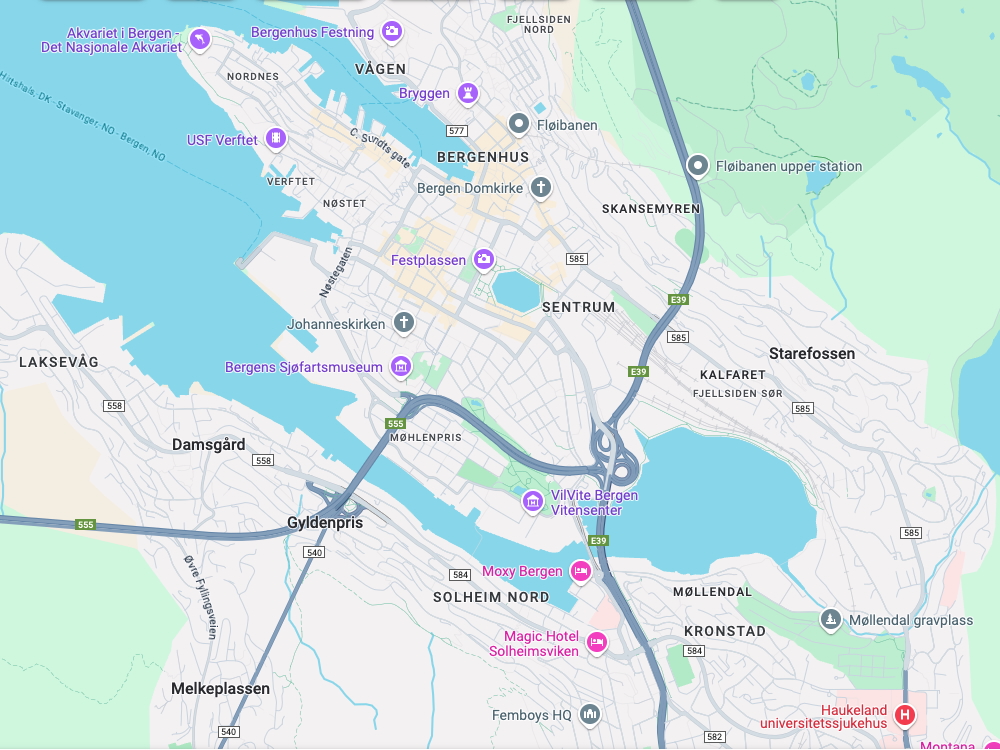 FJELLSIDEN
NORD
Akvariet i Bergen -
Det Nasjonale Akvariet
Bergenhus Festning
VÅGEN
NORDNES
Bryggen
Hirtshals, DK - Stavanger, NO - Bergen, NO
577
Fløibanen
C. Sundts gate
USF Verftet
BERGENHUS
Fløibanen upper station
VERFTET
Bergen Domkirke
NØSTET
SKANSEMYREN
Festplassen
585
Nøstegaten
E39
SENTRUM
Johanneskirken
585
Starefossen
LAKSEVÅG
Bergens Sjøfartsmuseum
E39
KALFARET
FJELLSIDEN SØR
558
585
555
MØHLENPRIS
Damsgård
558
VilVite Bergen
Vitensenter
Gyldenpris
555
585
E39
540
Øvre Fyllingsveien
584
Moxy Bergen
SOLHEIM NORD
MØLLENDAL
Møllendal gravplass
KRONSTAD
Magic Hotel
Solheimsviken
584
Melkeplassen
Femboys HQ
Haukeland
universitetssjukehus
540
582
Montana